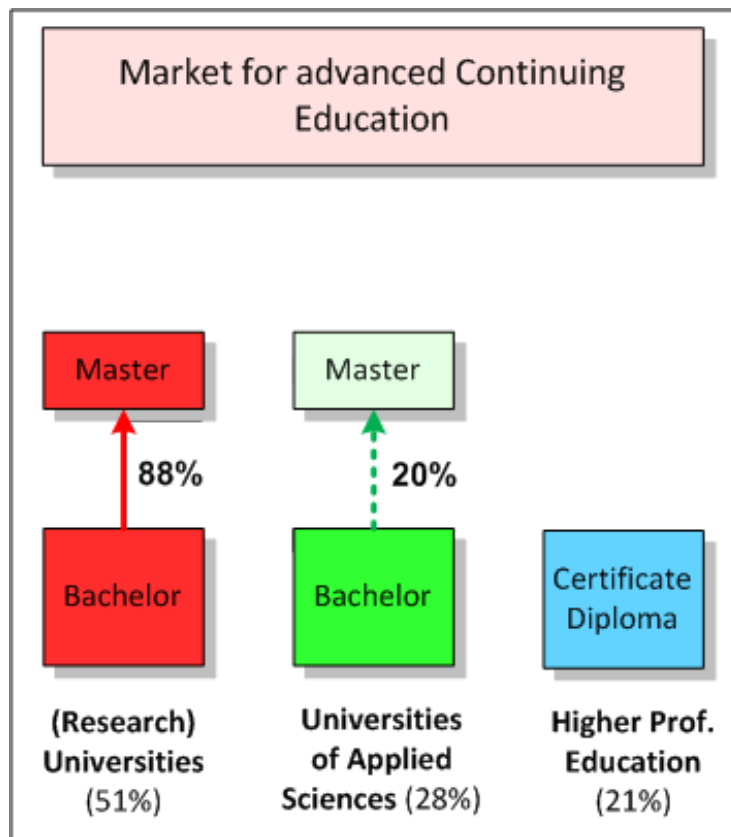 Market for advanced Continuing
Education
Master
Master
88%
20%
Bachelor
Bachelor
Certificate
Diploma
(Research)
Universities
(51%)
Universities
of Applied
Sciences (28%)
Higher Prof.
Education
(21%)